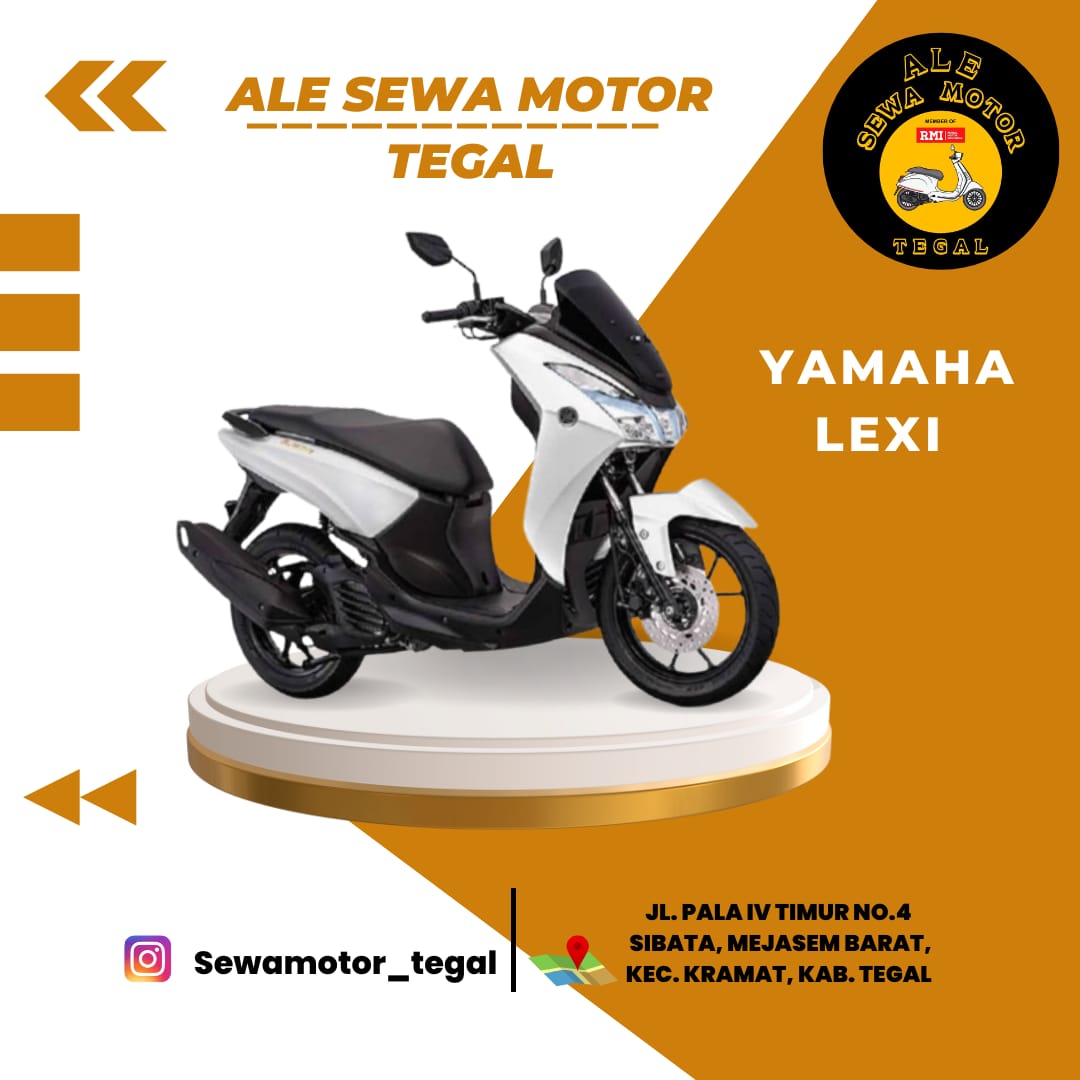 ALE SEWA MOTOR
TEGAL
ALE
SEWA MOTOR
MEMBER OF
RMI
TEGAL
YAMAHA
LEXI
Sewamotor_tegal
JL. PALA IV TIMUR NO.4
SIBATA, MEJASEM BARAT,
KEC. KRAMAT, KAB. TEGAL